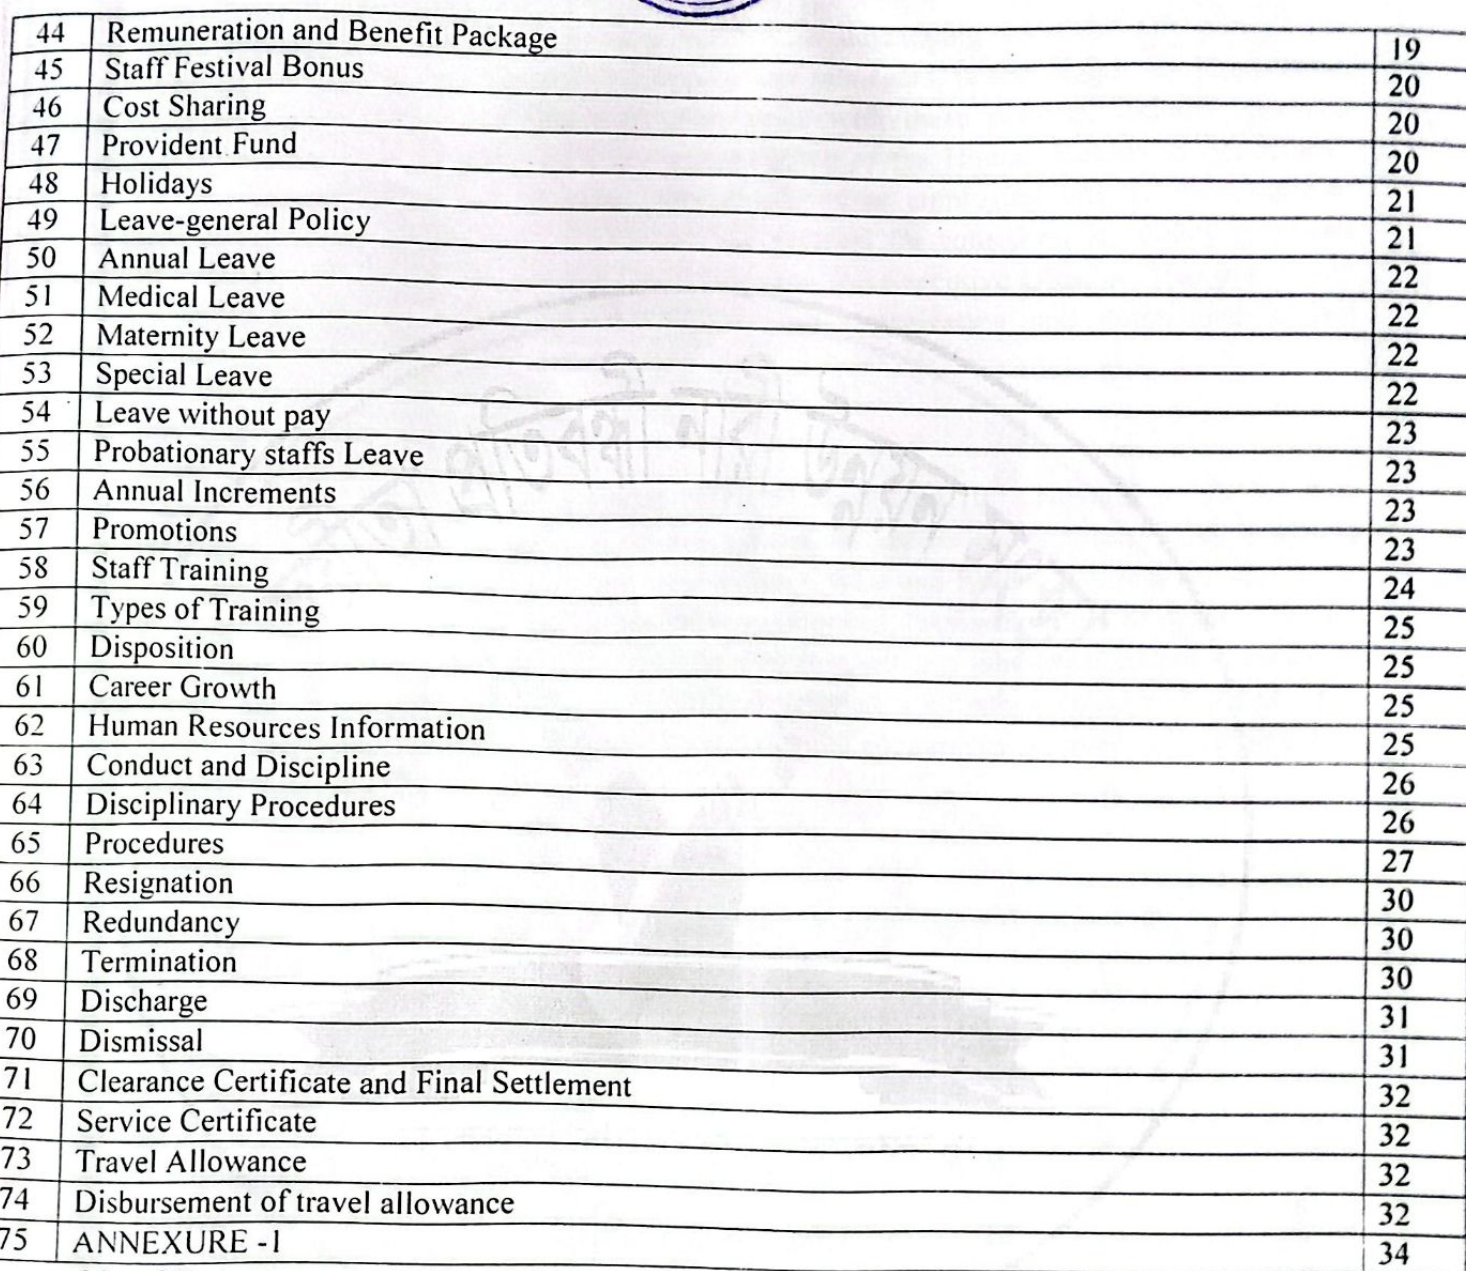 44 Remuneration and Benefit Package 19
45 Staff Festival Bonus 20
46 Cost Sharing 20
47 Provident Fund 20
48 Holidays 21
49 Leave-general Policy 21
50 Annual Leave 22
51 Medical Leave 22
52 Maternity Leave 22
53 Special Leave 22
54 Leave without pay 23
55 Probationary staffs Leave 23
56 Annual Increments 23
57 Promotions 23
58 Staff Training 24
59 Types of Training 25
60 Disposition 25
61 Career Growth 25
62 Human Resources Information 25
63 Conduct and Discipline 26
64 Disciplinary Procedures 26
65 Procedures 27
66 Resignation 30
67 Redundancy 30
68 Termination 30
69 Discharge 31
70 Dismissal 31
71 Clearance Certificate and Final Settlement 32
72 Service Certificate 32
73 Travel Allowance 32
74 Disbursement of travel allowance 32
75 ANNEXURE -I 34